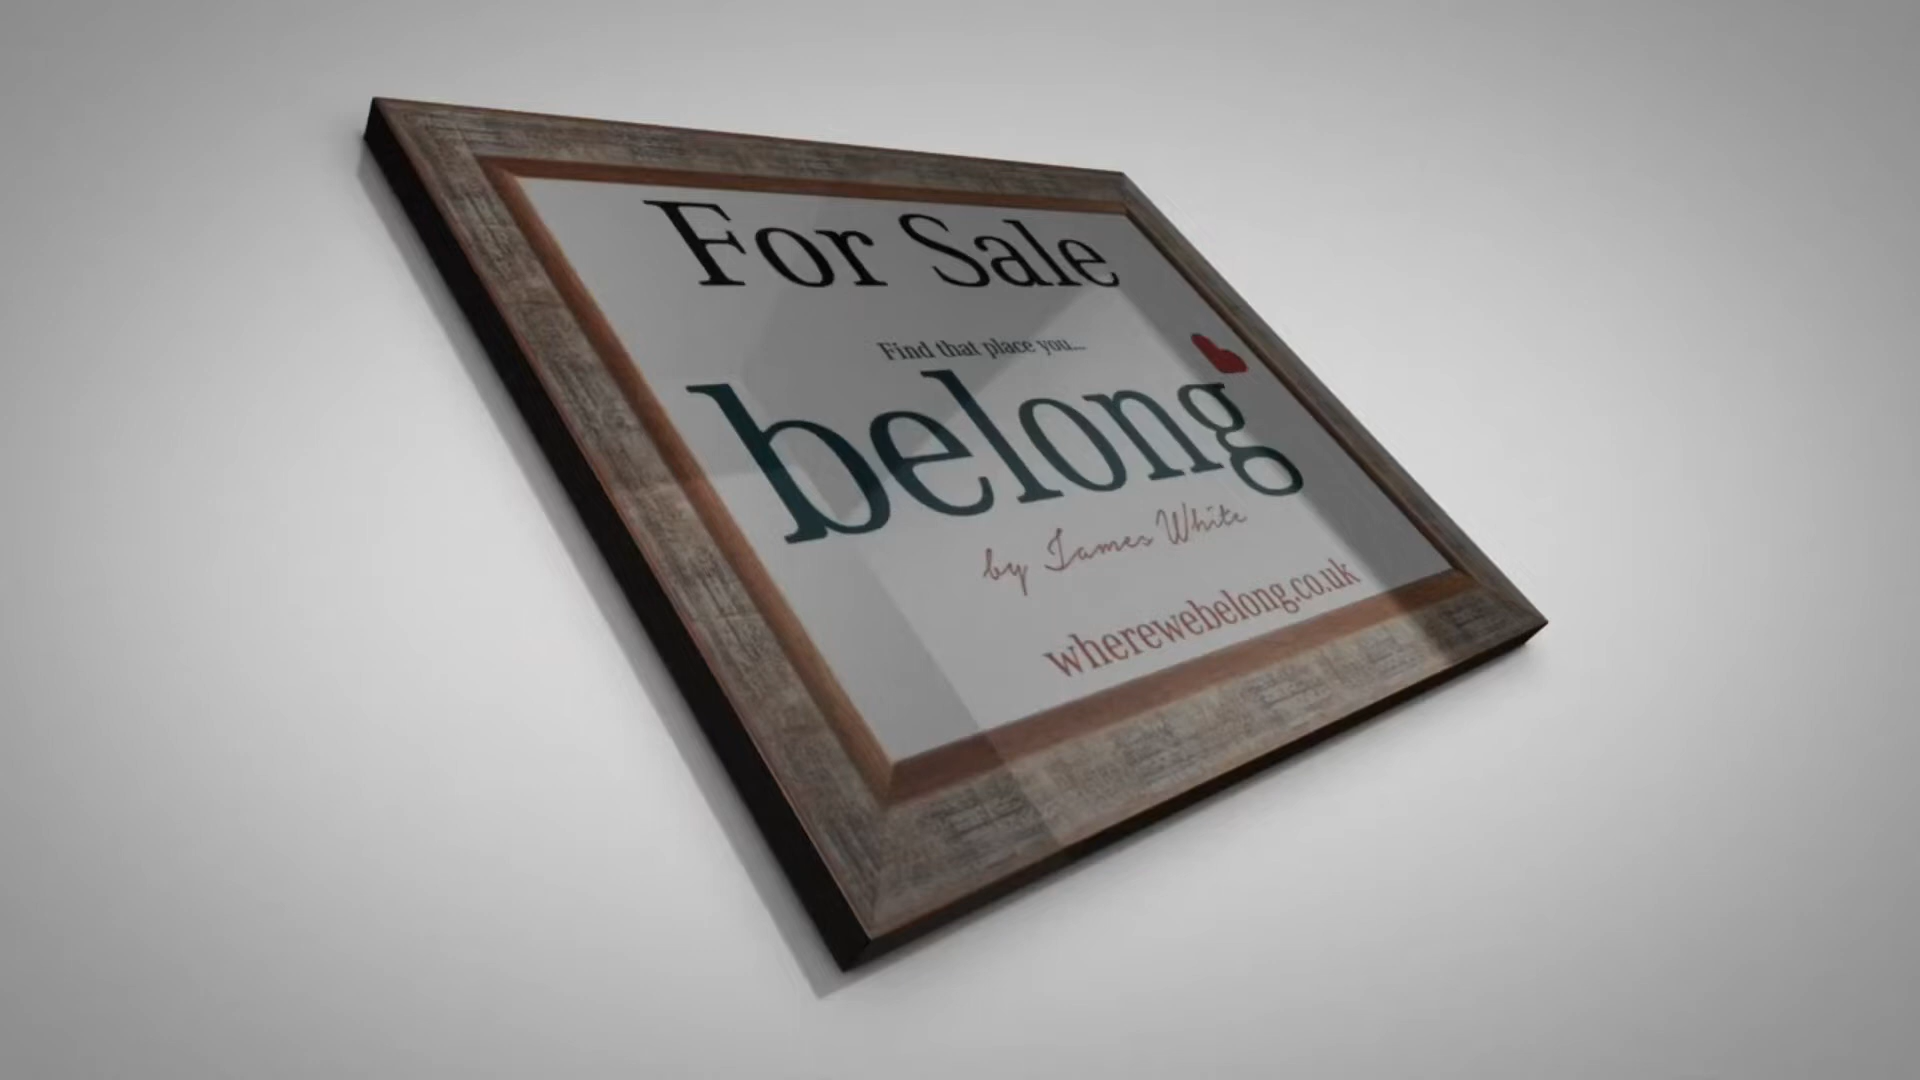 For Sale
Find that place you...
belong
by James White
wherewebelong.co.uk